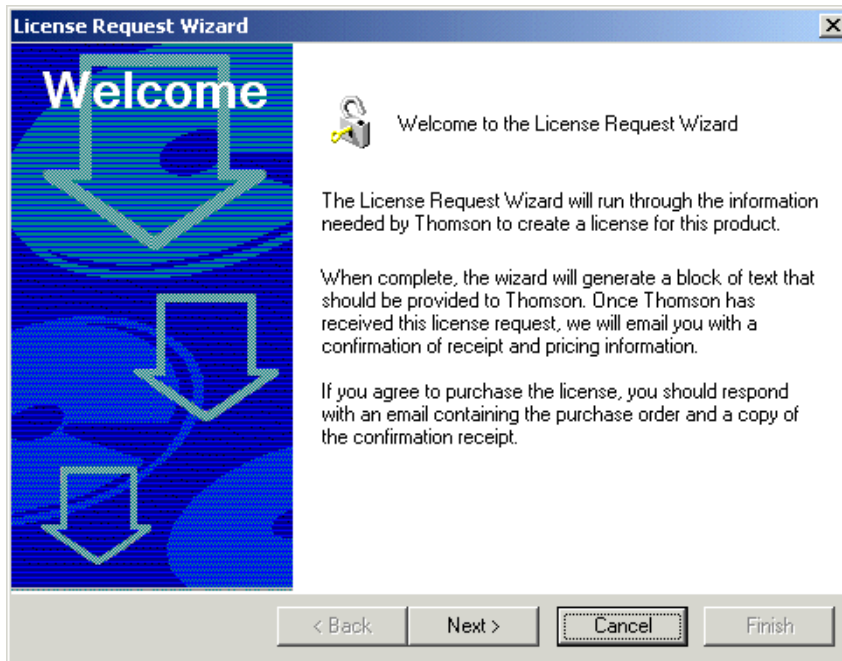 License Request Wizard
Welcome
Welcome to the License Request Wizard
The License Request Wizard will run through the information
needed by Thomson to create a license for this product.
When complete, the wizard will generate a block of text that
should be provided to Thomson. Once Thomson has
received this license request, we will email you with a
confirmation of receipt and pricing information.
If you agree to purchase the license, you should respond
with an email containing the purchase order and a copy of
the confirmation receipt.
< Back Next > Cancel Finish